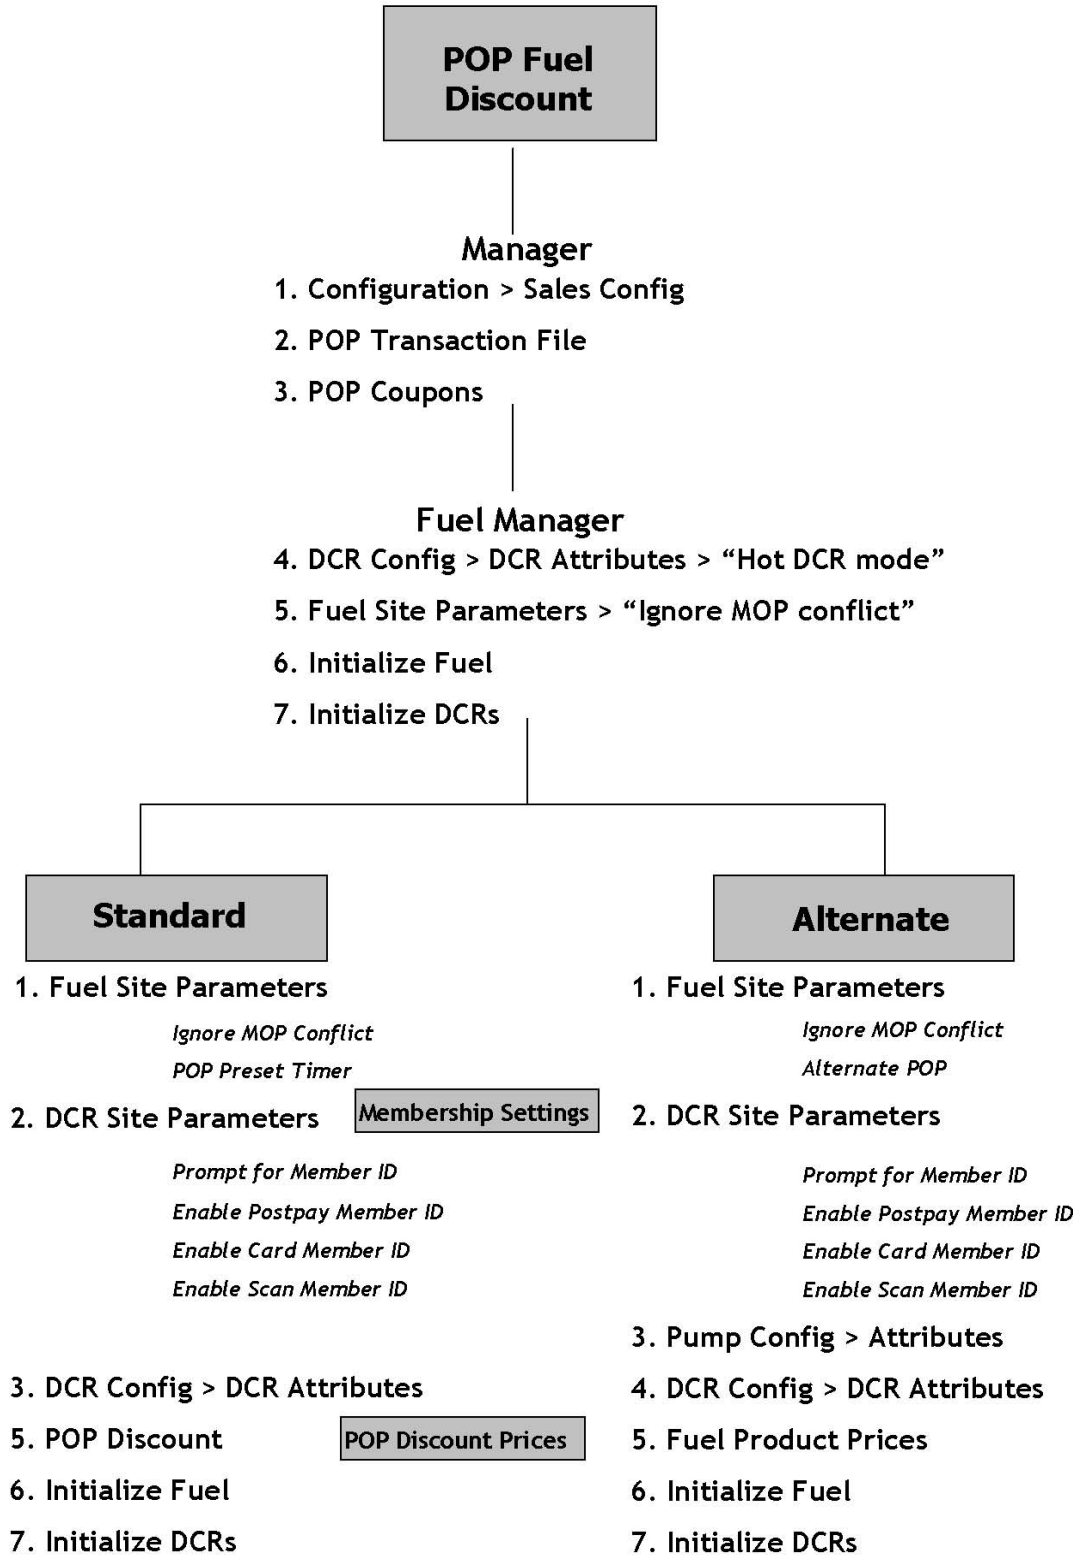 POP Fuel
Discount
Manager
1. Configuration > Sales Config
2. POP Transaction File
3. POP Coupons
Fuel Manager
4. DCR Config > DCR Attributes > “Hot DCR mode”
5. Fuel Site Parameters > “Ignore MOP conflict”
6. Initialize Fuel
7. Initialize DCRs
Standard
1. Fuel Site Parameters
Ignore MOP Conflict
POP Preset Timer
2. DCR Site Parameters
Membership Settings
Prompt for Member ID
Enable Postpay Member ID
Enable Card Member ID
Enable Scan Member ID
3. DCR Config > DCR Attributes
5. POP Discount
POP Discount Prices
6. Initialize Fuel
7. Initialize DCRs
Alternate
1. Fuel Site Parameters
Ignore MOP Conflict
Alternate POP
2. DCR Site Parameters
Prompt for Member ID
Enable Postpay Member ID
Enable Card Member ID
Enable Scan Member ID
3. Pump Config > Attributes
4. DCR Config > DCR Attributes
5. Fuel Product Prices
6. Initialize Fuel
7. Initialize DCRs